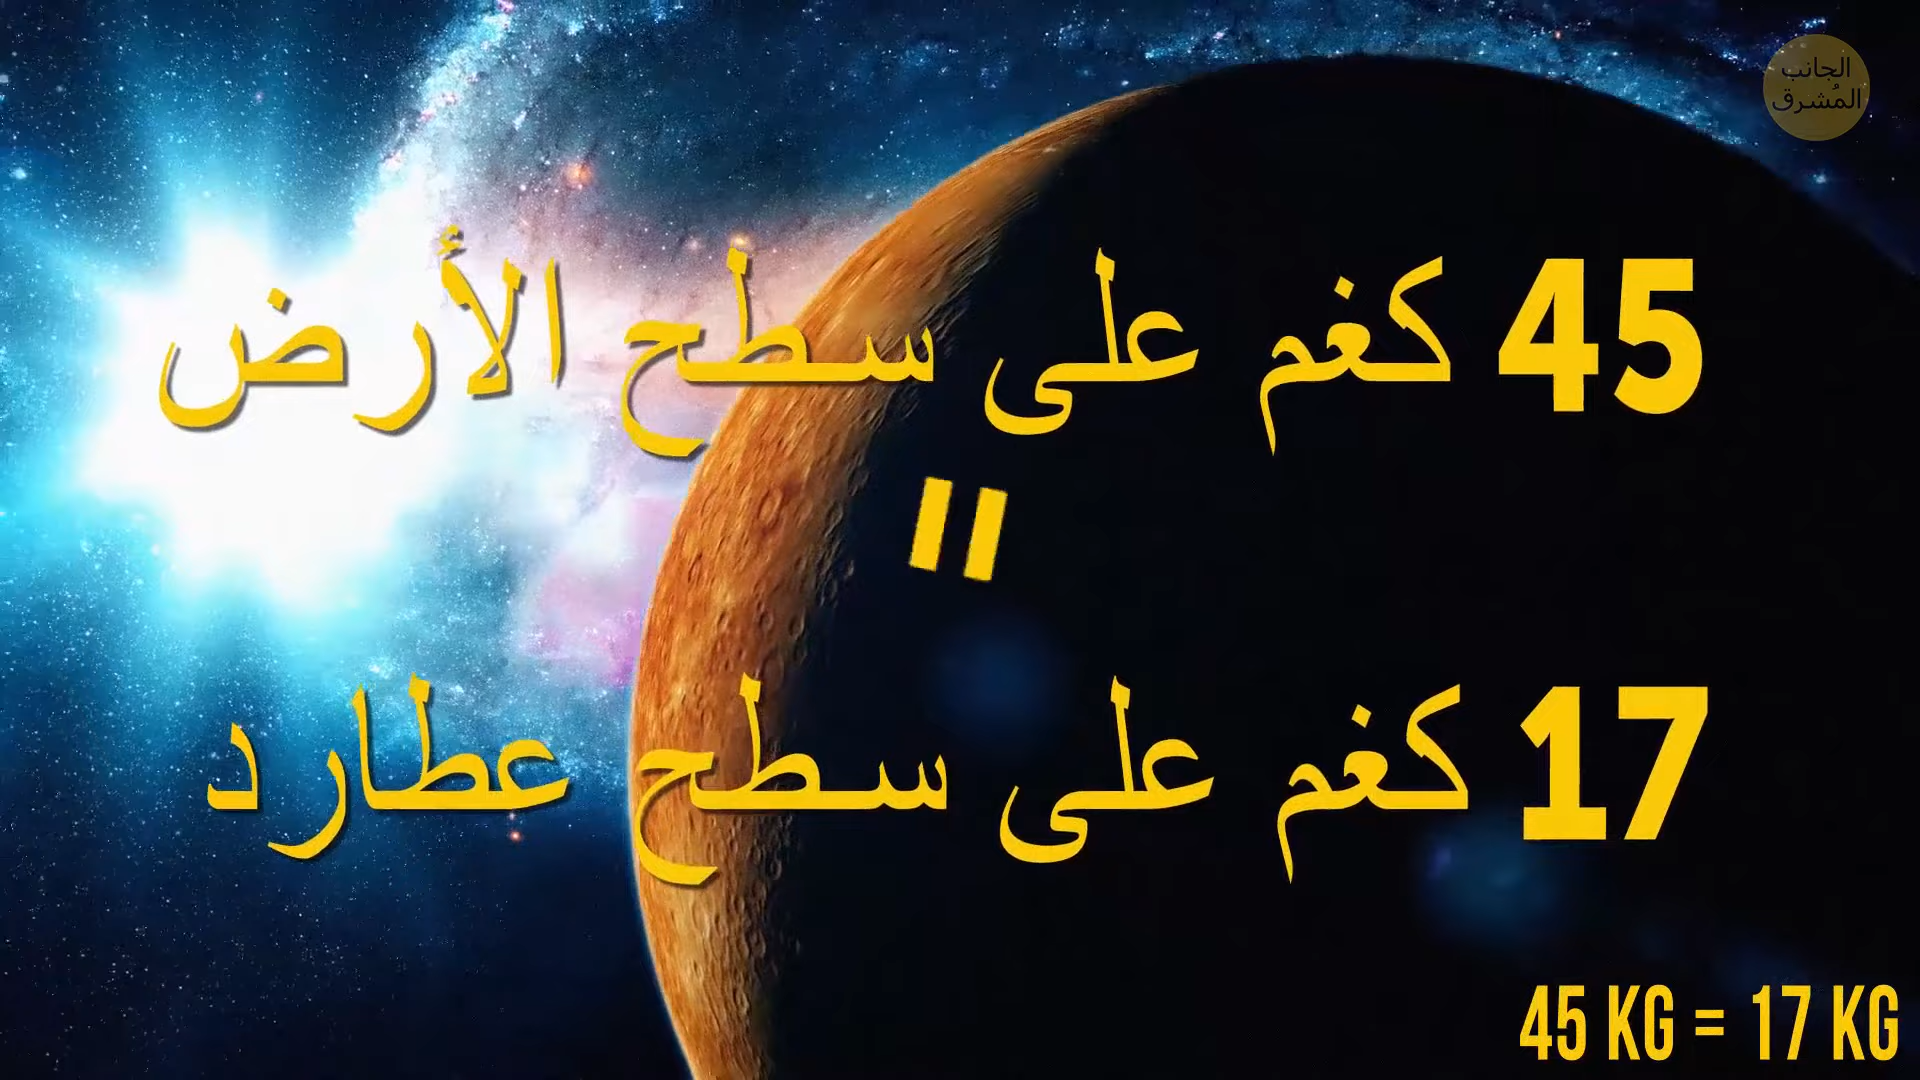 الجانب
المُشرق
45 كغم على سطح الأرض
=
17 كغم على سطح عطارد
45 KG = 17 KG